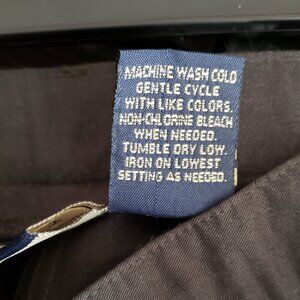 MACHINE WASH COLD
GENTLE CYCLE
WITH LIKE COLORS.
NON-CHLORINE BLEACH
WHEN NEEDED.
TUMBLE DRY LOW.
IRON ON LOWEST
SETTING AS NEEDED.